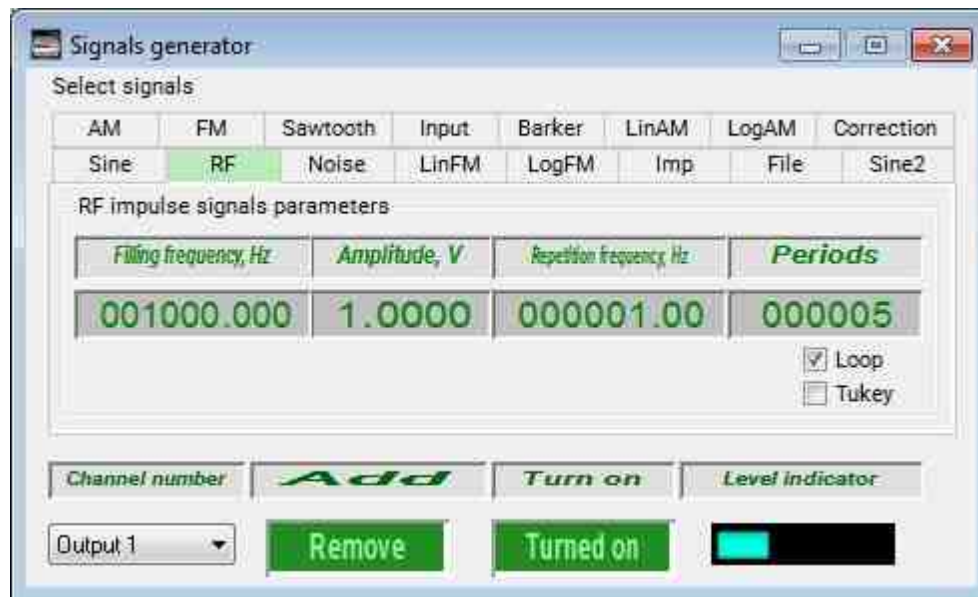 Signals generator
Select signals
AM FM Sawtooth Input Barker LinAM LogAM Correction
Sine RF Noise LinFM LogFM Imp File Sine2
RF impulse signals parameters
Filling frequency, Hz Amplitude, V Repetition frequency, Hz Periods
001000.000 1.0000 000001.00 000005
Loop
Tukey
Channel number Add Turn on Level indicator
Output 1 Remove Turned on